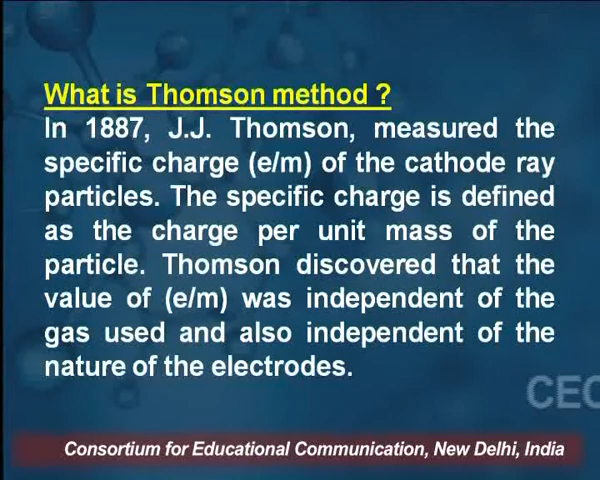 What is Thomson method ?
In 1887, J.J. Thomson, measured the
specific charge (e/m) of the cathode ray
particles. The specific charge is defined
as the charge per unit mass of the
particle. Thomson discovered that the
value of (e/m) was independent of the
gas used and also independent of the
nature of the electrodes.
CEC
Consortium for Educational Communication, New Delhi, India